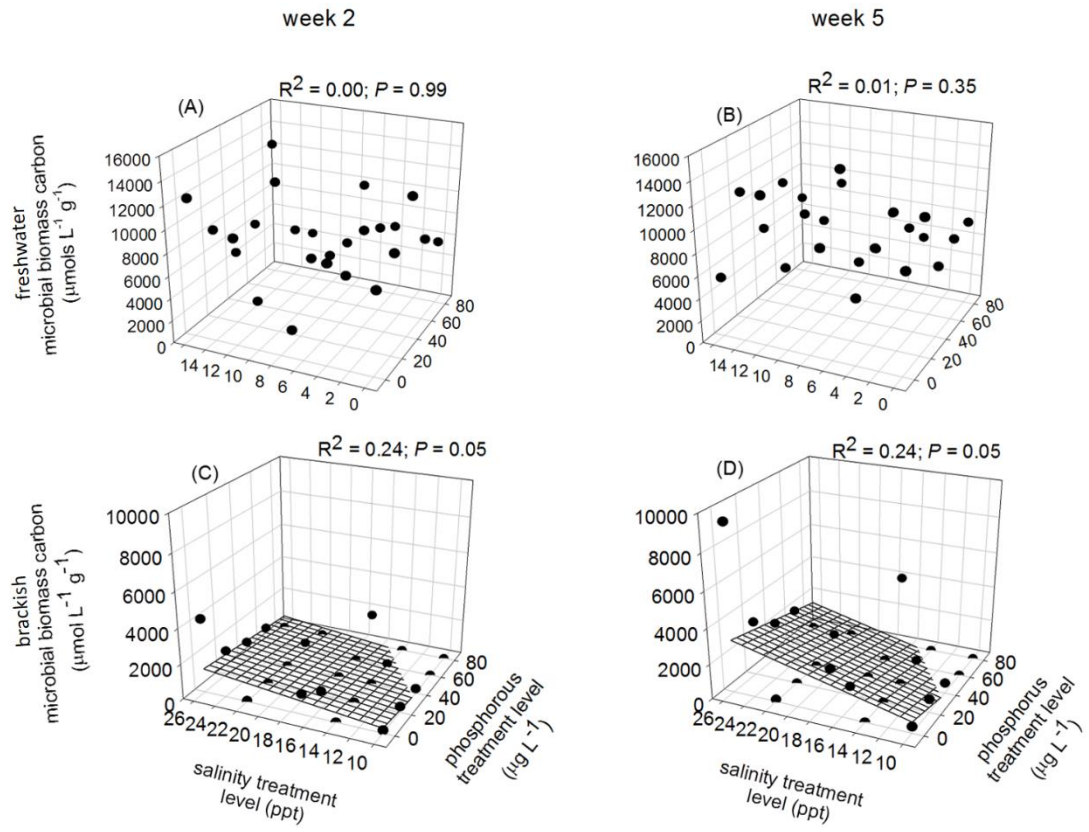 week 2
week 5
R2 = 0.00; P = 0.99
R2 = 0.01; P = 0.35
(A)
(B)
freshwater
microbial biomass carbon
(µmols L-1 g-1)
16000
14000
12000
10000
8000
6000
4000
2000
0
14 12 10 8 6 4 2 0
0 20 40 60 80
16000
14000
12000
10000
8000
6000
4000
2000
0
14 12 10 8 6 4 2 0
0 20 40 60 80
R2 = 0.24; P = 0.05
R2 = 0.24; P = 0.05
(C)
(D)
brackish
microbial biomass carbon
(µmol L-1 g-1)
10000
8000
6000
4000
2000
0
26 24 22 20 18 16 14 12 10
0 20 40 60 80
salinity treatment
level (ppt)
phosphorous
treatment level
(µg L-1)
10000
8000
6000
4000
2000
0
26 24 22 20 18 16 14 12 10
0 20 40 60 80
salinity treatment
level (ppt)
phosphorus
treatment level
(µg L-1)